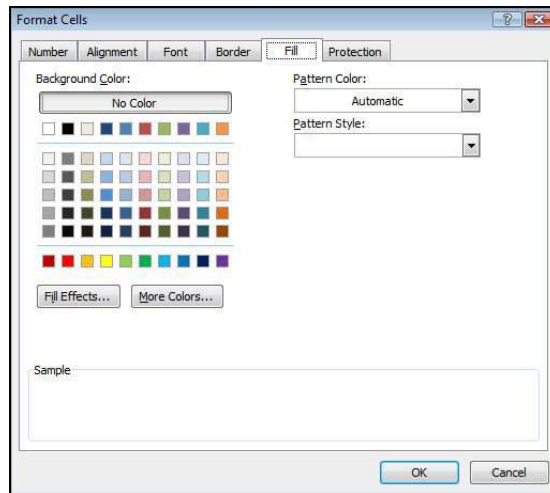 Format Cells
Number Alignment Font Border Fill Protection
Background Color:
No Color
Pattern Color:
Automatic
Pattern Style:
Fill Effects... More Colors...
Sample
OK Cancel